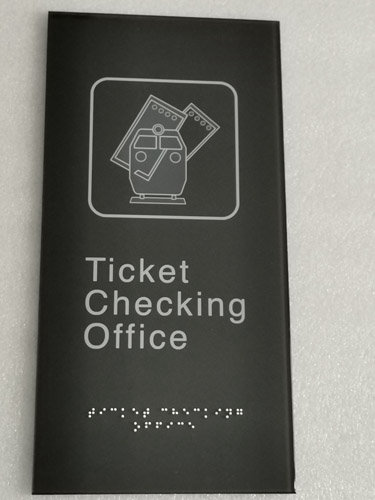 Ticket
Checking
Office
⠞⠊⠉⠅⠑⠞ ⠉⠓⠑⠉⠅⠊⠝⠛
⠕⠋⠋⠊⠉⠑